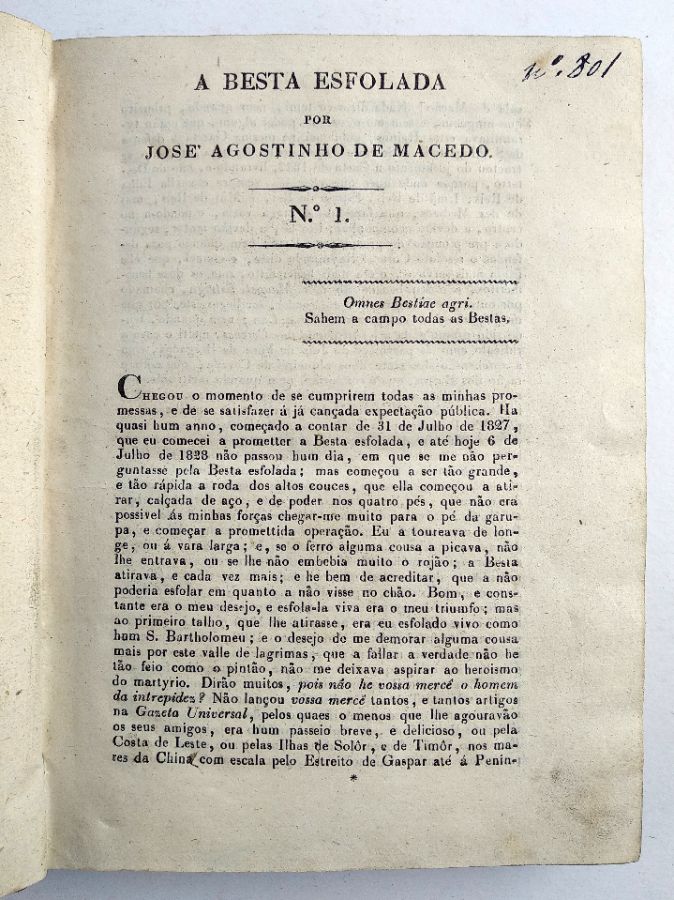 nº. 801
A BESTA ESFOLADA
POR
JOSE' AGOSTINHO DE MACEDO.
N.º 1.
Omnes Bestiae agri.
Sahem a campo todas as Bestas.
CHEGOU o momento de se cumprirem todas as minhas pro-
messas, e de se satisfazer á já cançada expectação pública. Ha
quasi hum anno, começado a contar de 31 de Julho de 1827,
que eu comecei a prometter a Besta esfolada, e até hoje 6 de
Julho de 1828 não passou hum dia, em que se me não per-
guntasse pela Besta esfolada; mas começou a ser tão grande,
e tão rápida a roda dos altos couces, que ella começou a ati-
rar, calçada de aço, e de poder nos quatro pés, que não era
possivel ás minhas forças chegar-me muito para o pé da garu-
pa, e começar a promettida operação. Eu a toureava de lon-
ge, ou á vara larga; e, se o ferro alguma cousa a picava, não
lhe entrava, ou se lhe não embebia muito o rojão; a Besta
atirava, e cada vez mais; e he bem de acreditar, que a não
poderia esfolar em quanto a não visse no chão. Bom, e cons-
tante era o meu desejo, e esfola-la viva era o meu triumfo; mas
ao primeiro talho, que lhe atirasse, era eu esfolado vivo como
hum S. Bartholomeu; e o desejo de me demorar alguma cousa
mais por este valle de lagrimas, que a fallar a verdade não he
tão feio como o pintão, não me deixava aspirar ao heroismo
do martyrio. Dirão muitos, pois não he vossa mercê o homem
da intrepidez? Não lançou vossa mercê tantos, e tantos artigos
na Gazeta Universal, pelos quaes o menos que lhe agouravão
os seus amigos, era hum passeio breve, e delicioso, ou pela
Costa de Leste, ou pelas Ilhas de Solôr, e de Timôr, nos ma-
res da China com escala pelo Estreito de Gaspar até á Penín-
*